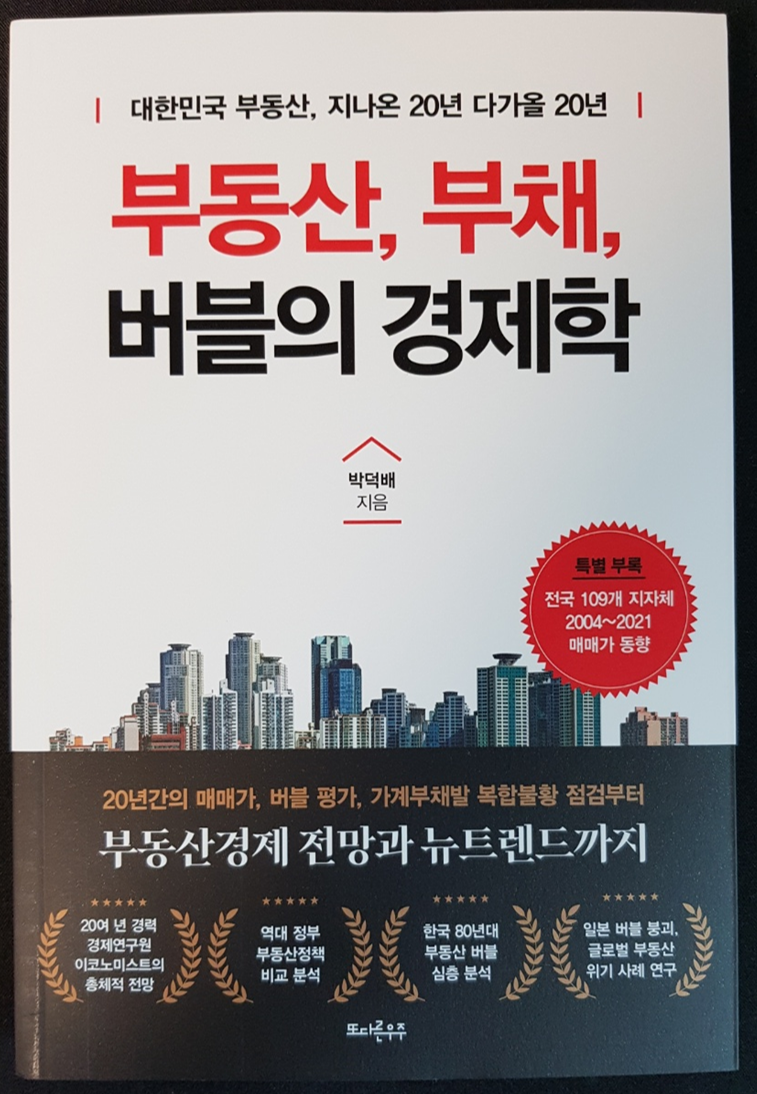 대한민국 부동산, 지나온 20년 다가올 20년
부동산, 부채,
버블의 경제학
박덕배
지음
특별 부록
전국 109개 지자체
2004~2021
매매가 동향
20년간의 매매가, 버블 평가, 가계부채발 복합불황 점검부터
부동산경제 전망과 뉴트렌드까지
20여 년 경력
경제연구원
이코노미스트의
총체적 전망
역대 정부
부동산정책
비교 분석
한국 80년대
부동산 버블
심층 분석
일본 버블 붕괴,
글로벌 부동산
위기 사례 연구
또다른우주